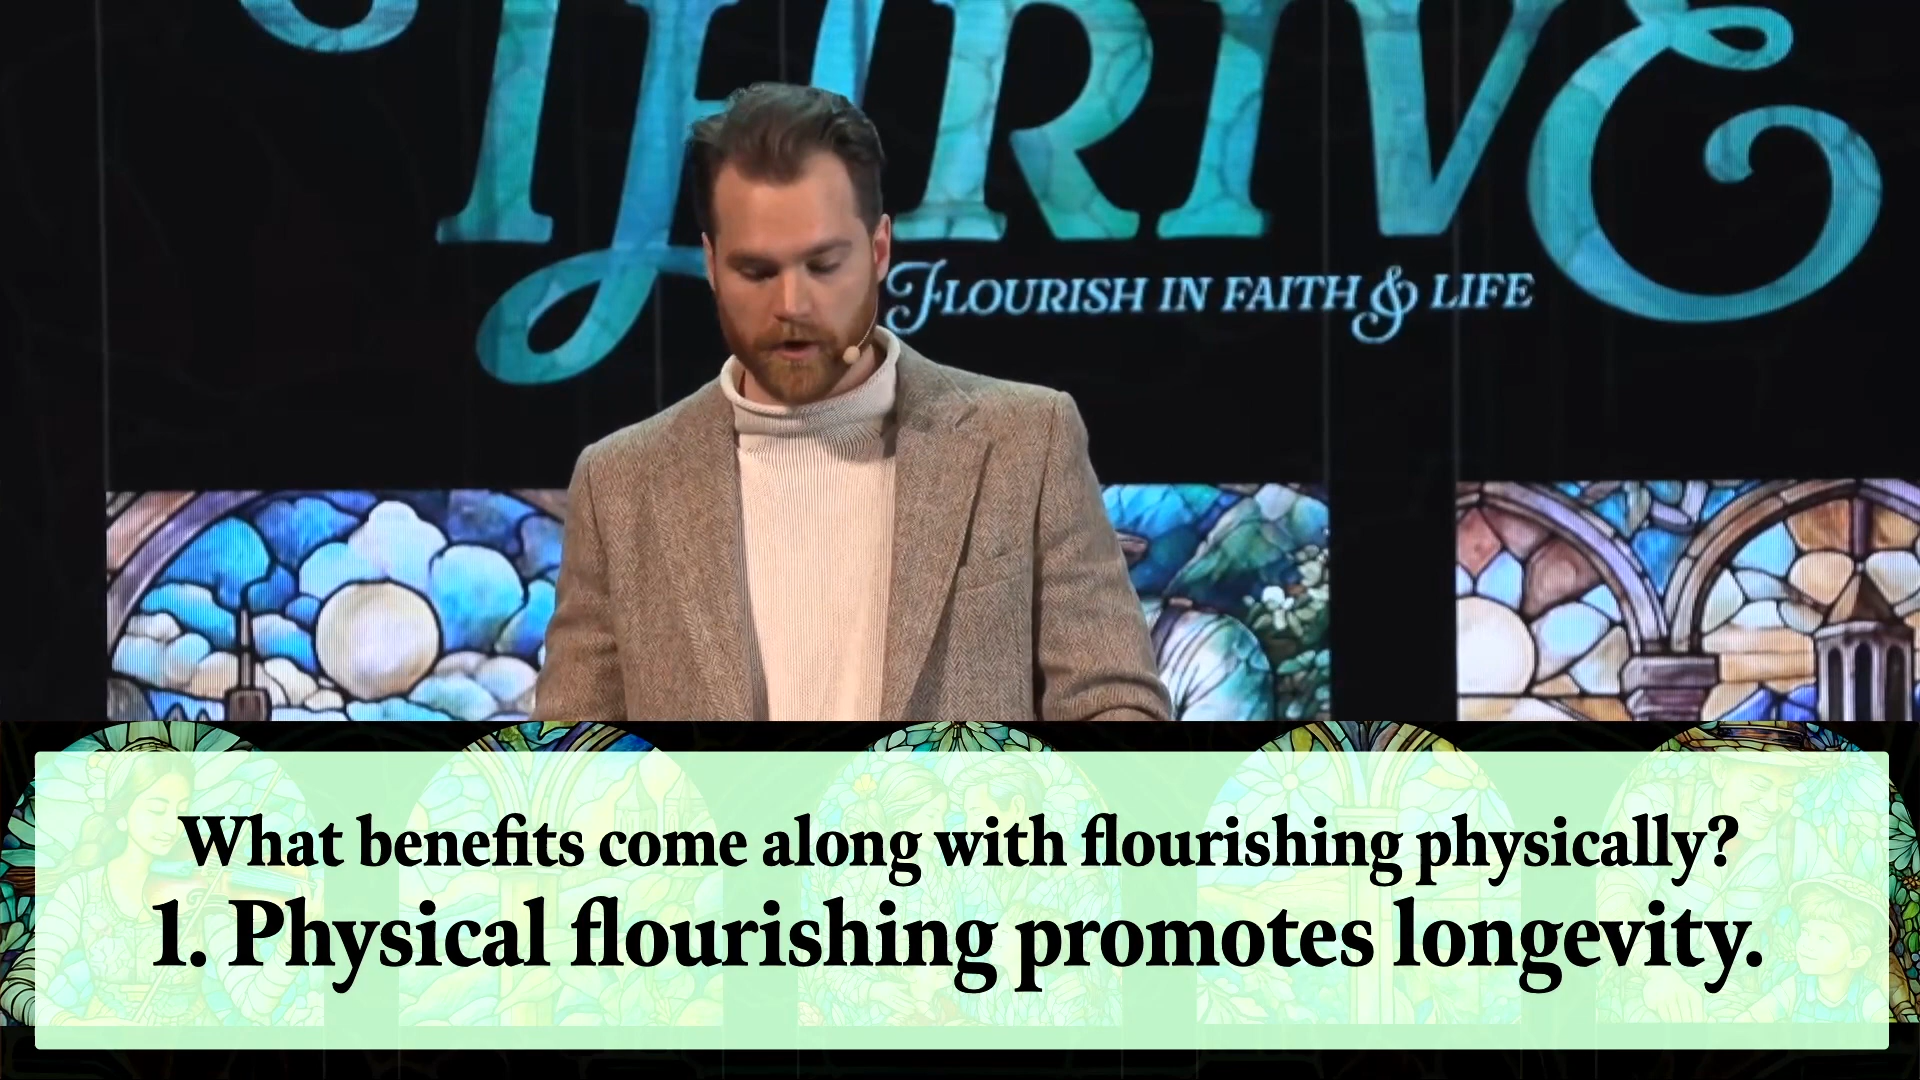 THRIVE
FLOURISH IN FAITH & LIFE
What benefits come along with flourishing physically?
1. Physical flourishing promotes longevity.